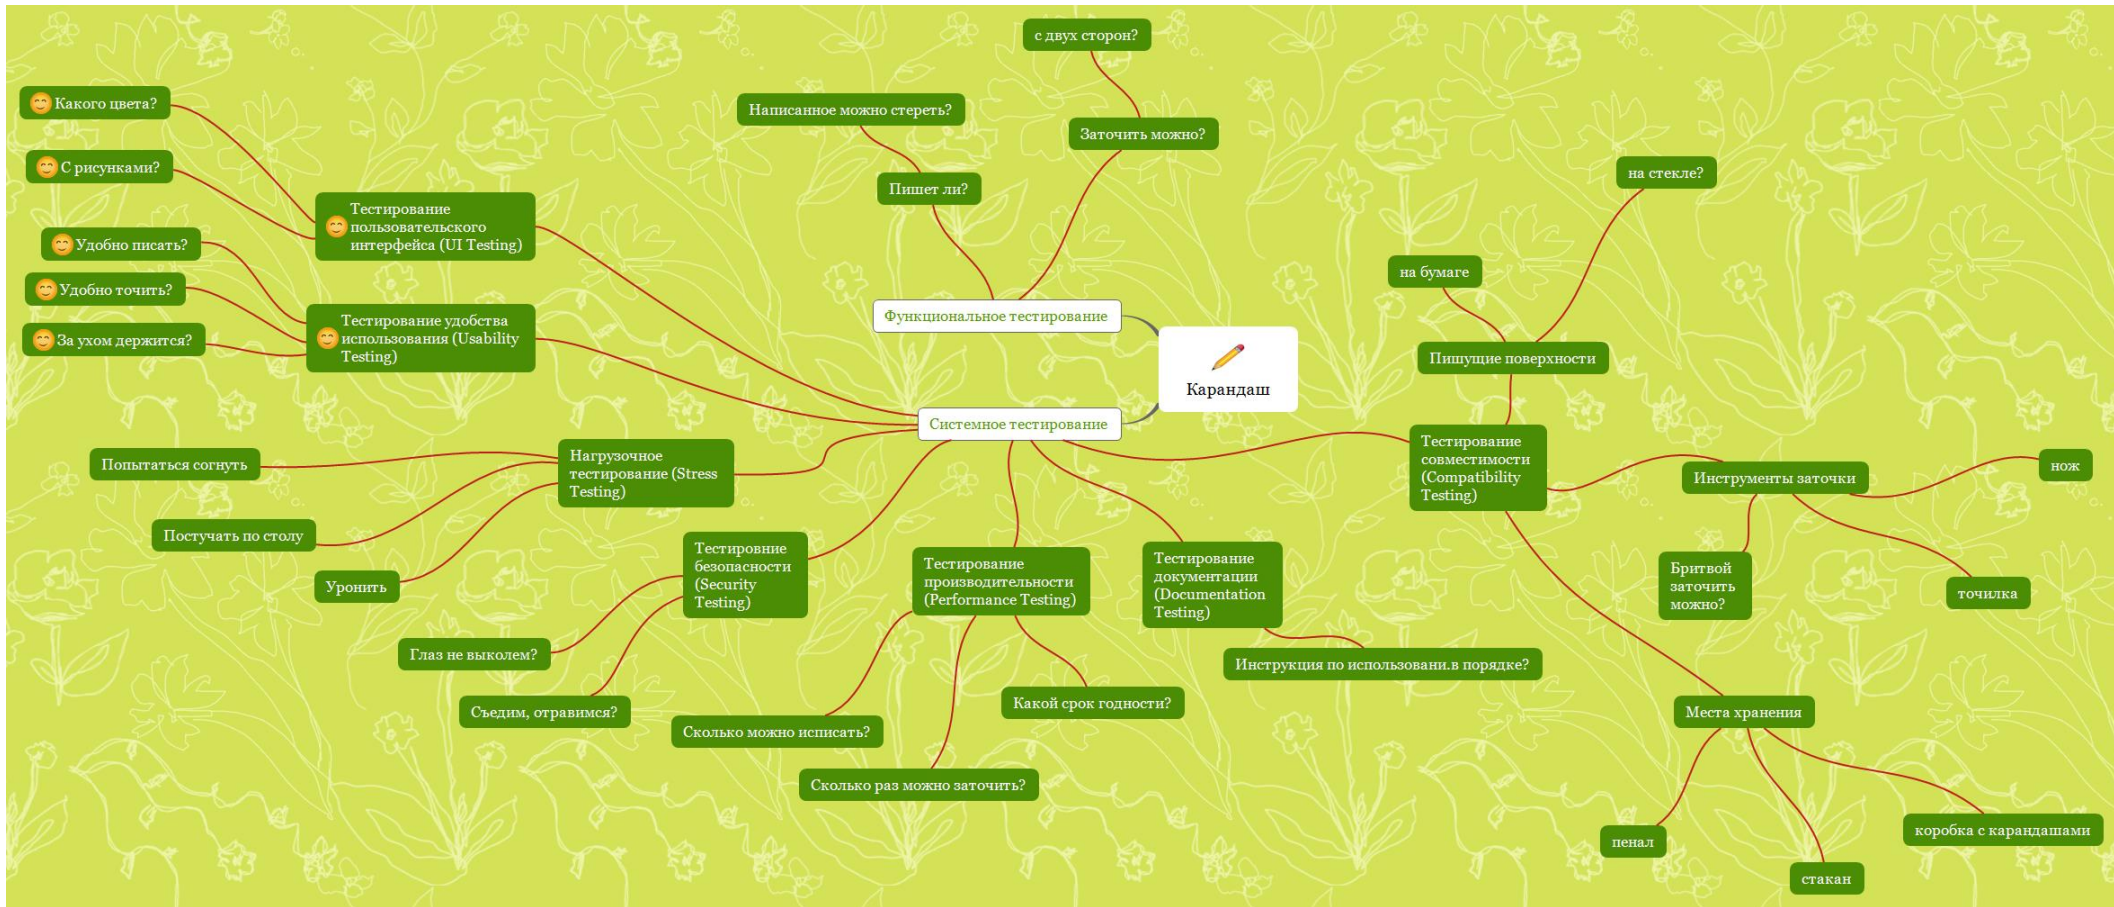 с двух сторон?
Какого цвета?
Написанное можно стереть?
Заточить можно?
С рисунками?
на стекле?
Пишет ли?
Тестирование
пользовательского
интерфейса (UI Testing)
Удобно писать?
на бумаге
Удобно точить?
Функциональное тестирование
Тестирование удобства
использования (Usability
Testing)
За ухом держится?
Пишущие поверхности
Карандаш
Системное тестирование
Тестирование
совместимости
(Compatibility
Testing)
Нагрузочное
тестирование (Stress
Testing)
Попытаться согнуть
нож
Инструменты заточки
Постучать по столу
Тестировние
безопасности
(Security
Testing)
Тестирование
производительности
(Performance Testing)
Тестирование
документации
(Documentation
Testing)
Бритвой
заточить
можно?
Уронить
точилка
Глаз не выколем?
Инструкция по использовани.в порядке?
Съедим, отравимся?
Какой срок годности?
Места хранения
Сколько можно исписать?
Сколько раз можно заточить?
коробка с карандашами
пенал
стакан